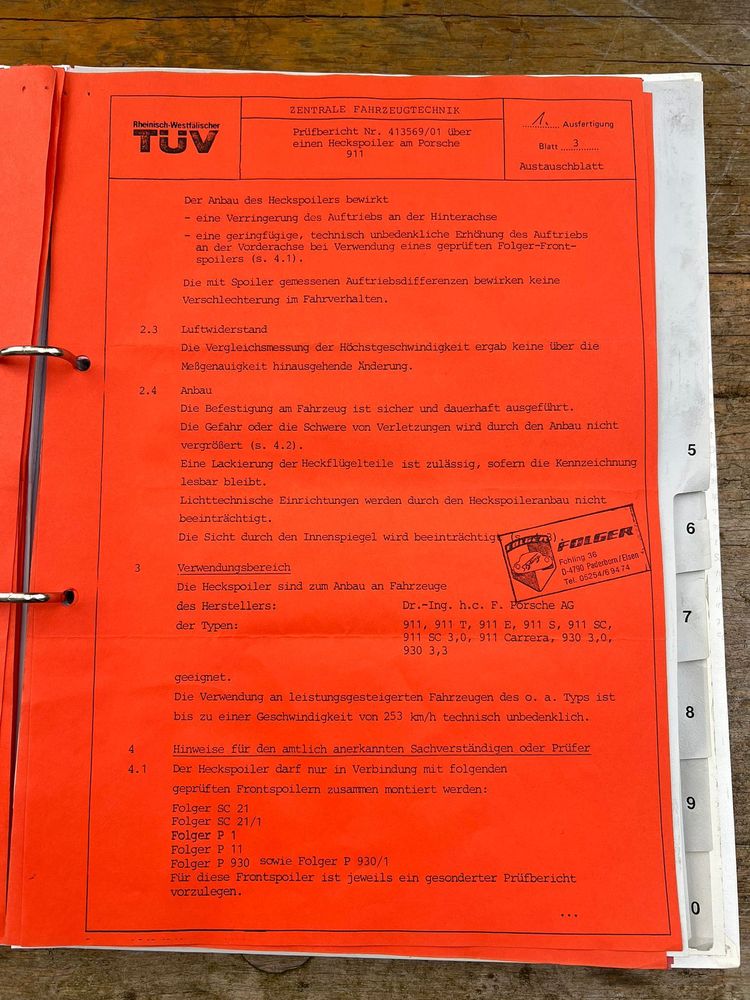 Rheinisch-Westfälischer
TÜV
ZENTRALE FAHRZEUGTECHNIK
Prüfbericht Nr. 413569/01 über
einen Heckspoiler am Porsche
911
1. Ausfertigung
Blatt 3
Austauschblatt
Der Anbau des Heckspoilers bewirkt
- eine Verringerung des Auftriebs an der Hinterachse
- eine geringfügige, technisch unbedenkliche Erhöhung des Auftriebs
an der Vorderachse bei Verwendung eines geprüften Folger-Front-
spoilers (s. 4.1).
Die mit Spoiler gemessenen Auftriebsdifferenzen bewirken keine
Verschlechterung im Fahrverhalten.
2.3 Luftwiderstand
Die Vergleichsmessung der Höchstgeschwindigkeit ergab keine über die
Meßgenauigkeit hinausgehende Änderung.
2.4 Anbau
Die Befestigung am Fahrzeug ist sicher und dauerhaft ausgeführt.
Die Gefahr oder die Schwere von Verletzungen wird durch den Anbau nicht
vergrößert (s. 4.2).
Eine Lackierung der Heckflügelteile ist zulässig, sofern die Kennzeichnung
lesbar bleibt.
Lichttechnische Einrichtungen werden durch den Heckspoileranbau nicht
beeinträchtigt.
Die Sicht durch den Innenspiegel wird beeinträchtigt
FOLGER
Fohling 36
D-4790 Paderborn/Elsen
Tel. 05254/69474
3 Verwendungsbereich
Die Heckspoiler sind zum Anbau an Fahrzeuge
des Herstellers: Dr.-Ing. h.c. F. Porsche AG
der Typen: 911, 911 T, 911 E, 911 S, 911 SC,
911 SC 3,0, 911 Carrera, 930 3,0,
930 3,3
geeignet.
Die Verwendung an leistungsgesteigerten Fahrzeugen des o. a. Typs ist
bis zu einer Geschwindigkeit von 253 km/h technisch unbedenklich.
4 Hinweise für den amtlich anerkannten Sachverständigen oder Prüfer
4.1 Der Heckspoiler darf nur in Verbindung mit folgenden
geprüften Frontspoilern zusammen montiert werden:
Folger SC 21
Folger SC 21/1
Folger P 1
Folger P 11
Folger P 930 sowie Folger P 930/1
Für diese Frontspoiler ist jeweils ein gesonderter Prüfbericht
vorzulegen.
...
5
6
7
8
9
0